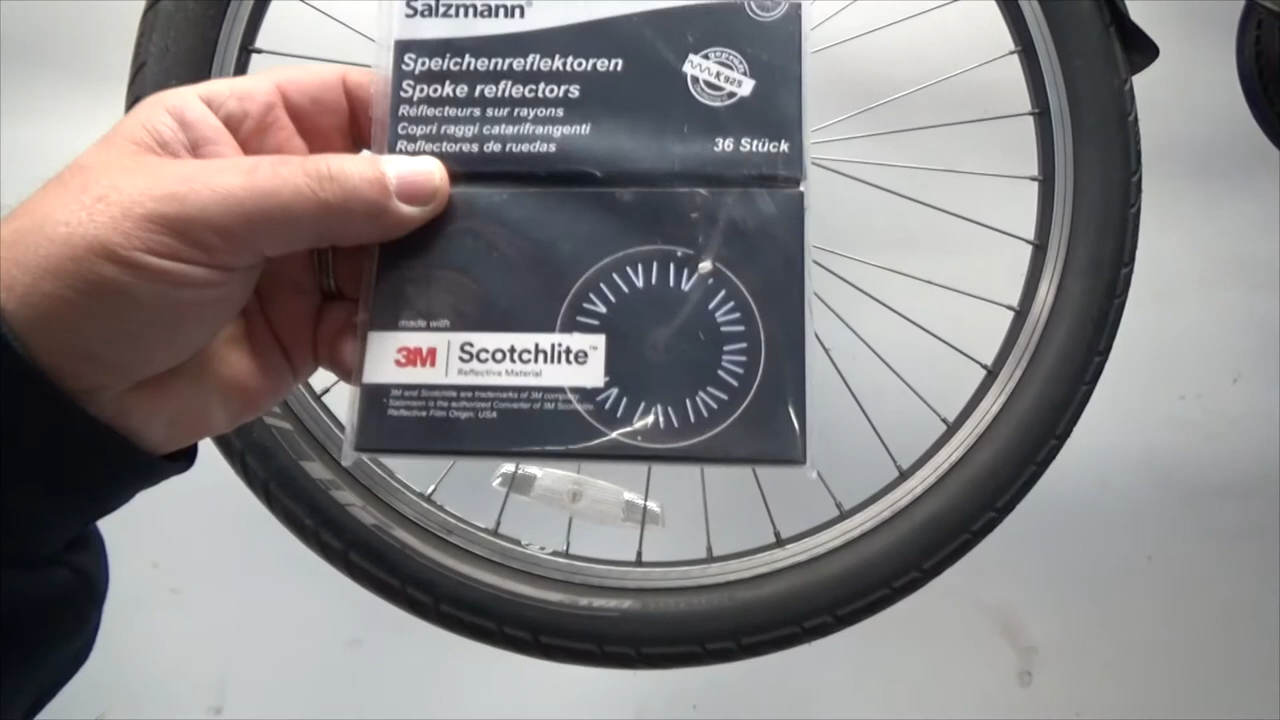 Salzmann®
Speichenreflektoren
Spoke reflectors
Réflecteurs sur rayons
Copri raggi catarifrangenti
Reflectores de ruedas
geprüft
K925
36 Stück
made with
3M Scotchlite™
Reflective Material
3M and Scotchlite are trademarks of 3M company.
Salzmann is the authorized Converter of 3M
Reflective Film Origin: USA